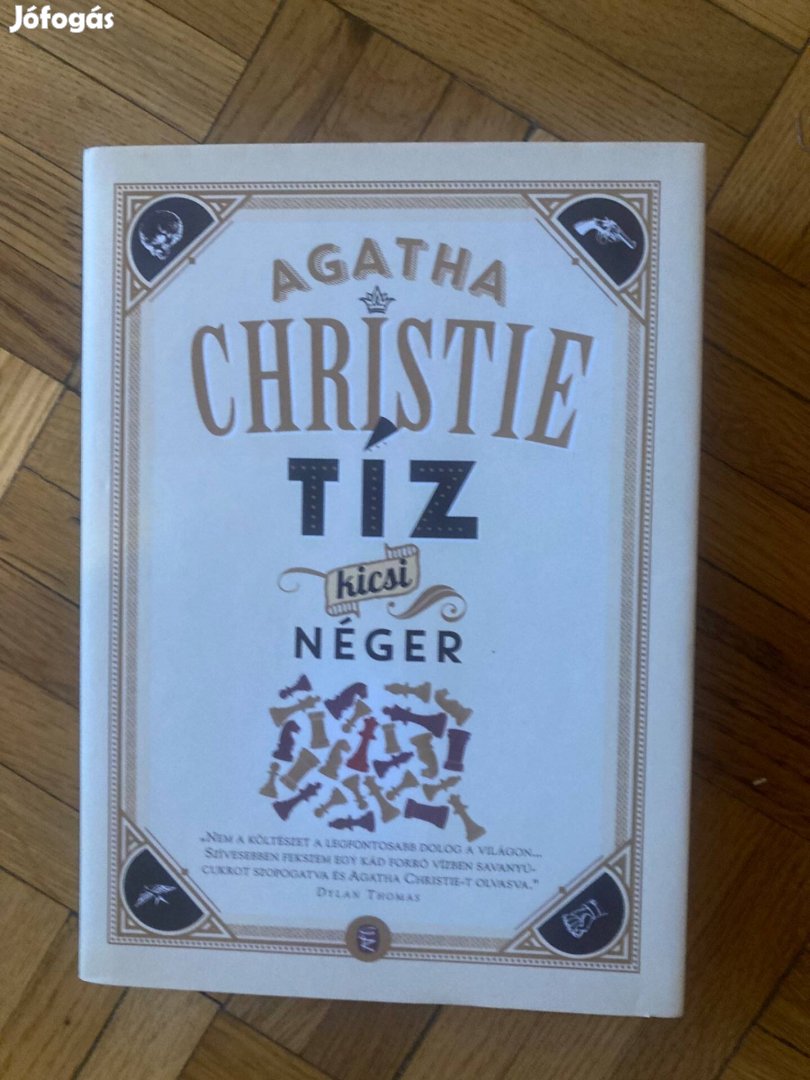 Jófogás
AGATHA
CHRISTIE
TÍZ
kicsi
NÉGER
„NEM A KÖLTÉSZET A LEGFONTOSABB DOLOG A VILÁGON...
SZÍVESEBBEN FEKSZEM EGY KÁD FORRÓ VÍZBEN SAVANYÚ-
CUKROT SZOPOGATVA ÉS AGATHA CHRISTIE-T OLVASVA."
DYLAN THOMAS